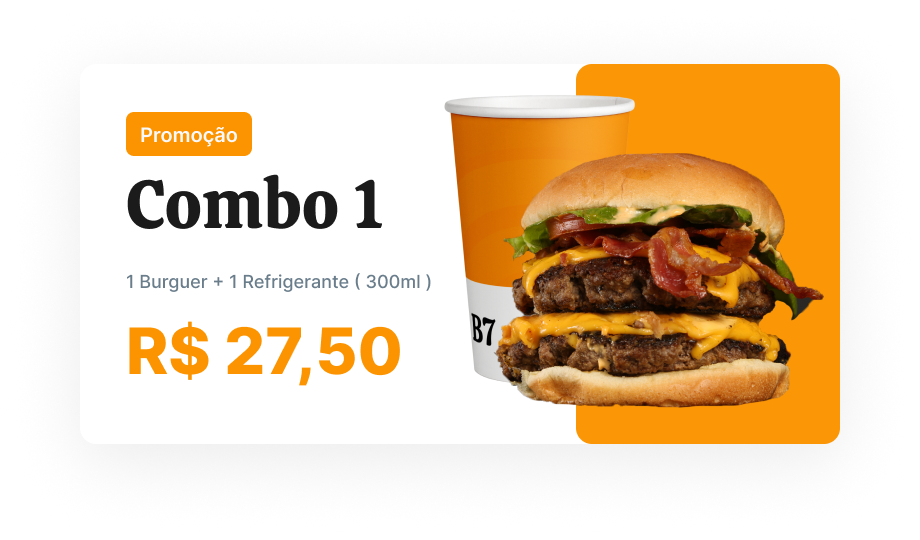 Promoção
Combo 1
1 Burguer + 1 Refrigerante ( 300ml )
R$ 27,50
B7